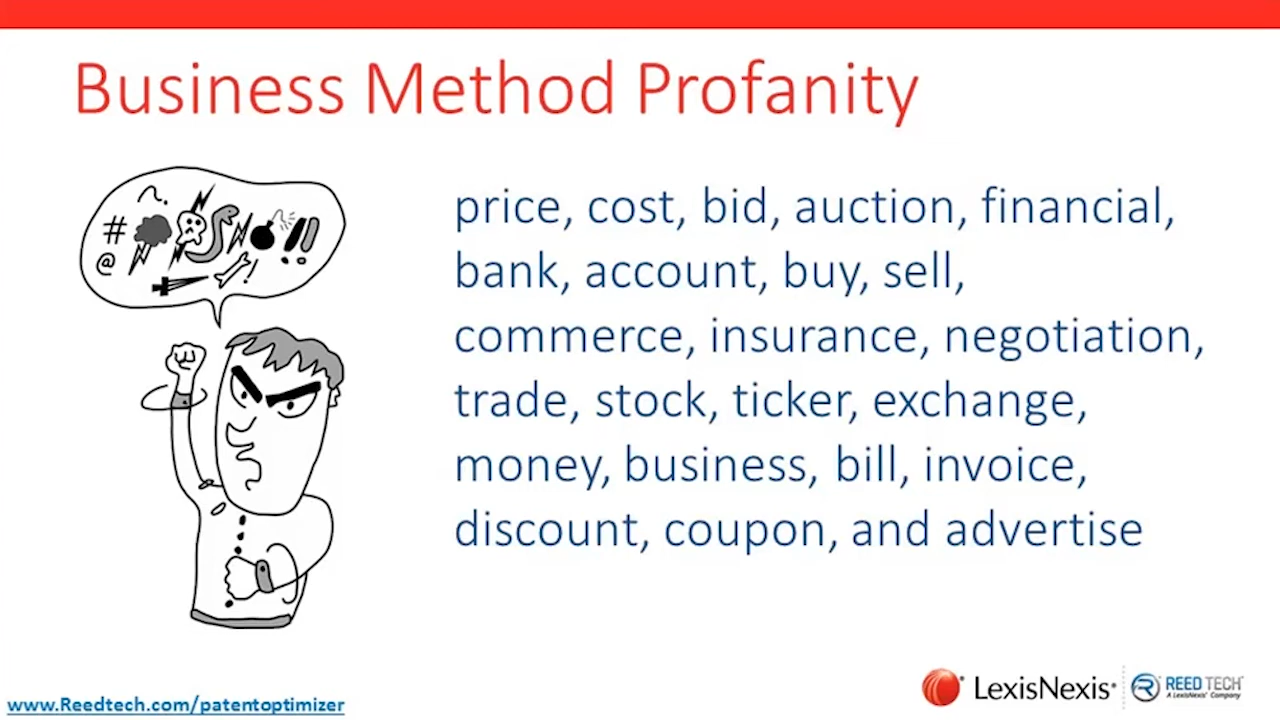 Business Method Profanity
#
@
price, cost, bid, auction, financial,
bank, account, buy, sell,
commerce, insurance, negotiation,
trade, stock, ticker, exchange,
money, business, bill, invoice,
discount, coupon, and advertise
www.Reedtech.com/patentoptimizer
LexisNexis®
REED TECH
A LexisNexis® Company